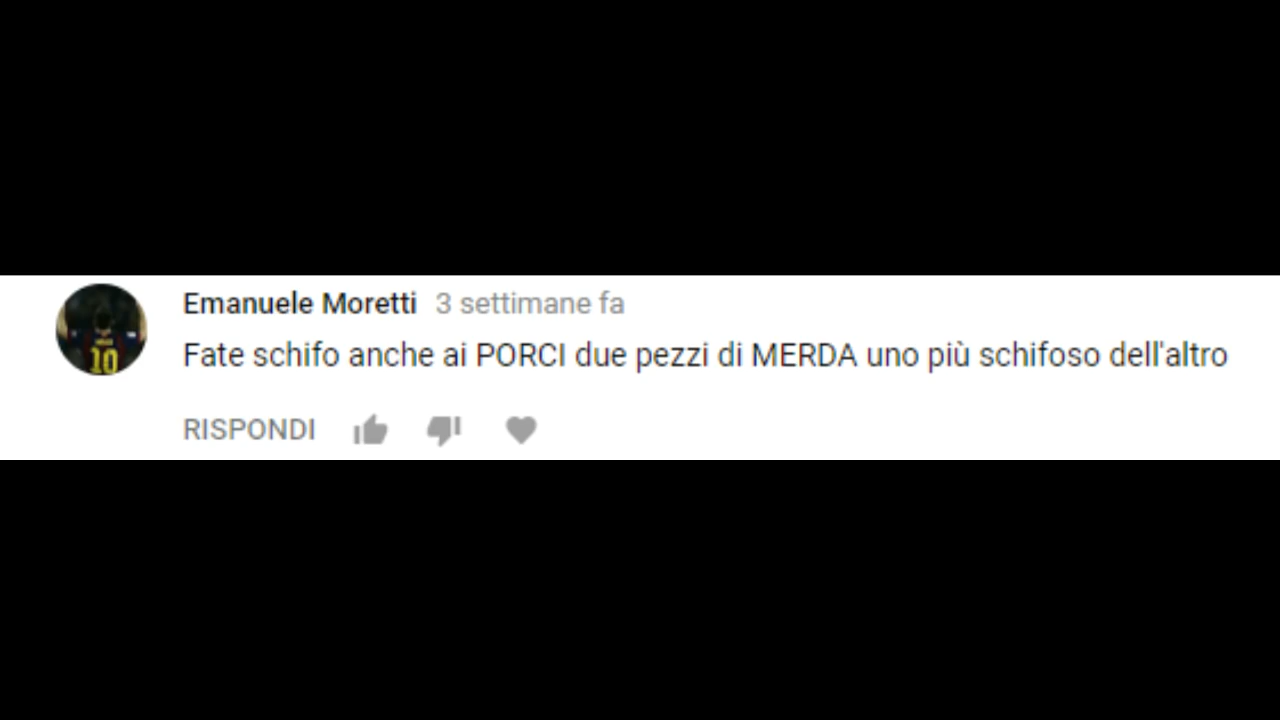 Emanuele Moretti 3 settimane fa
Fate schifo anche ai PORCI due pezzi di MERDA uno più schifoso dell'altro
RISPONDI
10